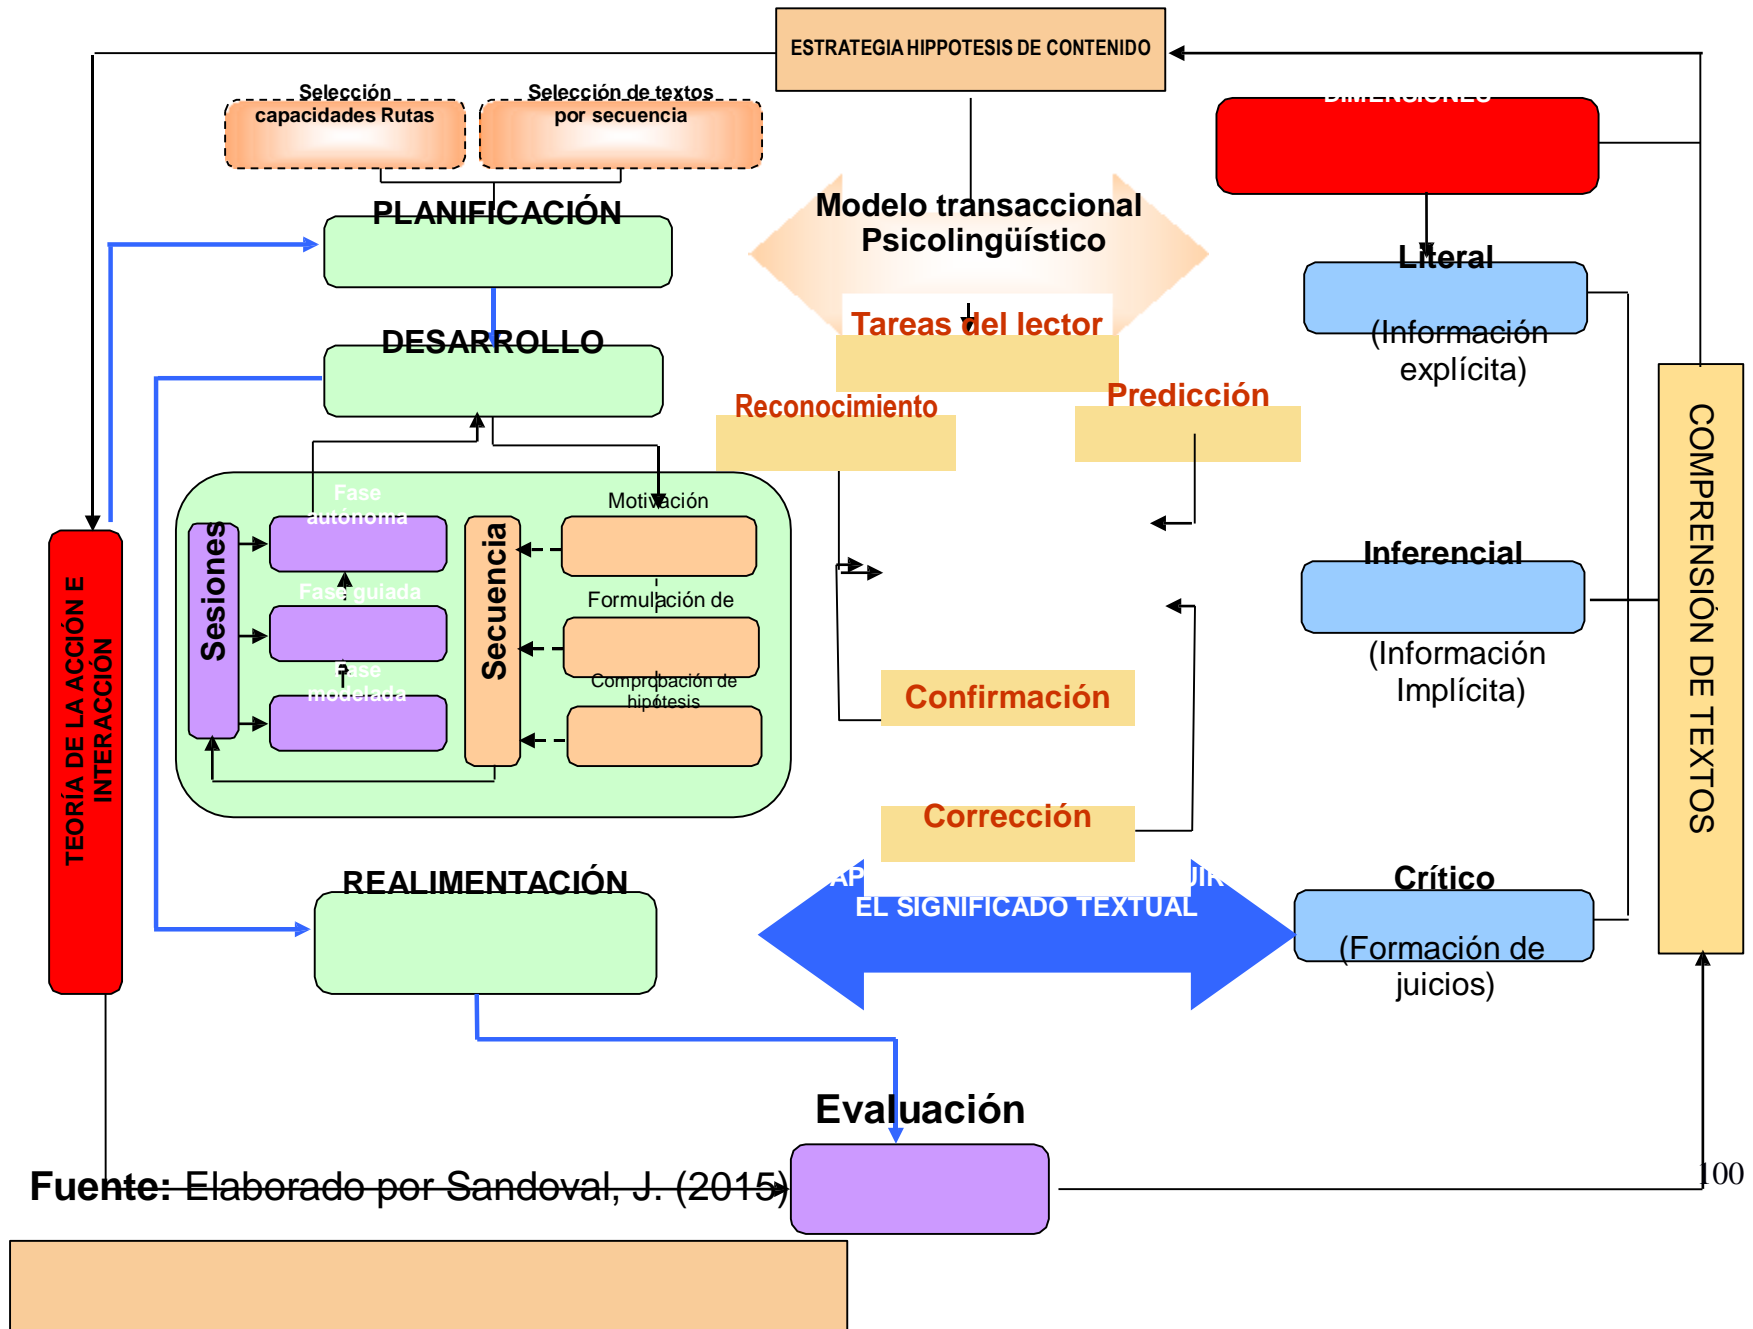 ESTRATEGIA HIPPOTESIS DE CONTENIDO
Selección
capacidades Rutas
Selección de textos
por secuencia
DIMENSIONES
PLANIFICACIÓN
Modelo transaccional
Psicolingüístico
Literal
(Información
explícita)
DESARROLLO
Tareas del lector
Reconocimiento
Predicción
Fase
autónoma
Motivación
Sesiones
Secuencia
Fase guiada
Formulación de
Fase
modelada
Comprobación de
hipótesis
Inferencial
(Información
Implícita)
Confirmación
Corrección
TEORÍA DE LA ACCIÓN E
INTERACCIÓN
COMPRENSIÓN DE TEXTOS
REALIMENTACIÓN
EL SIGNIFICADO TEXTUAL
Crítico
(Formación de
juicios)
Evaluación
Fuente: Elaborado por Sandoval, J. (2015)
100